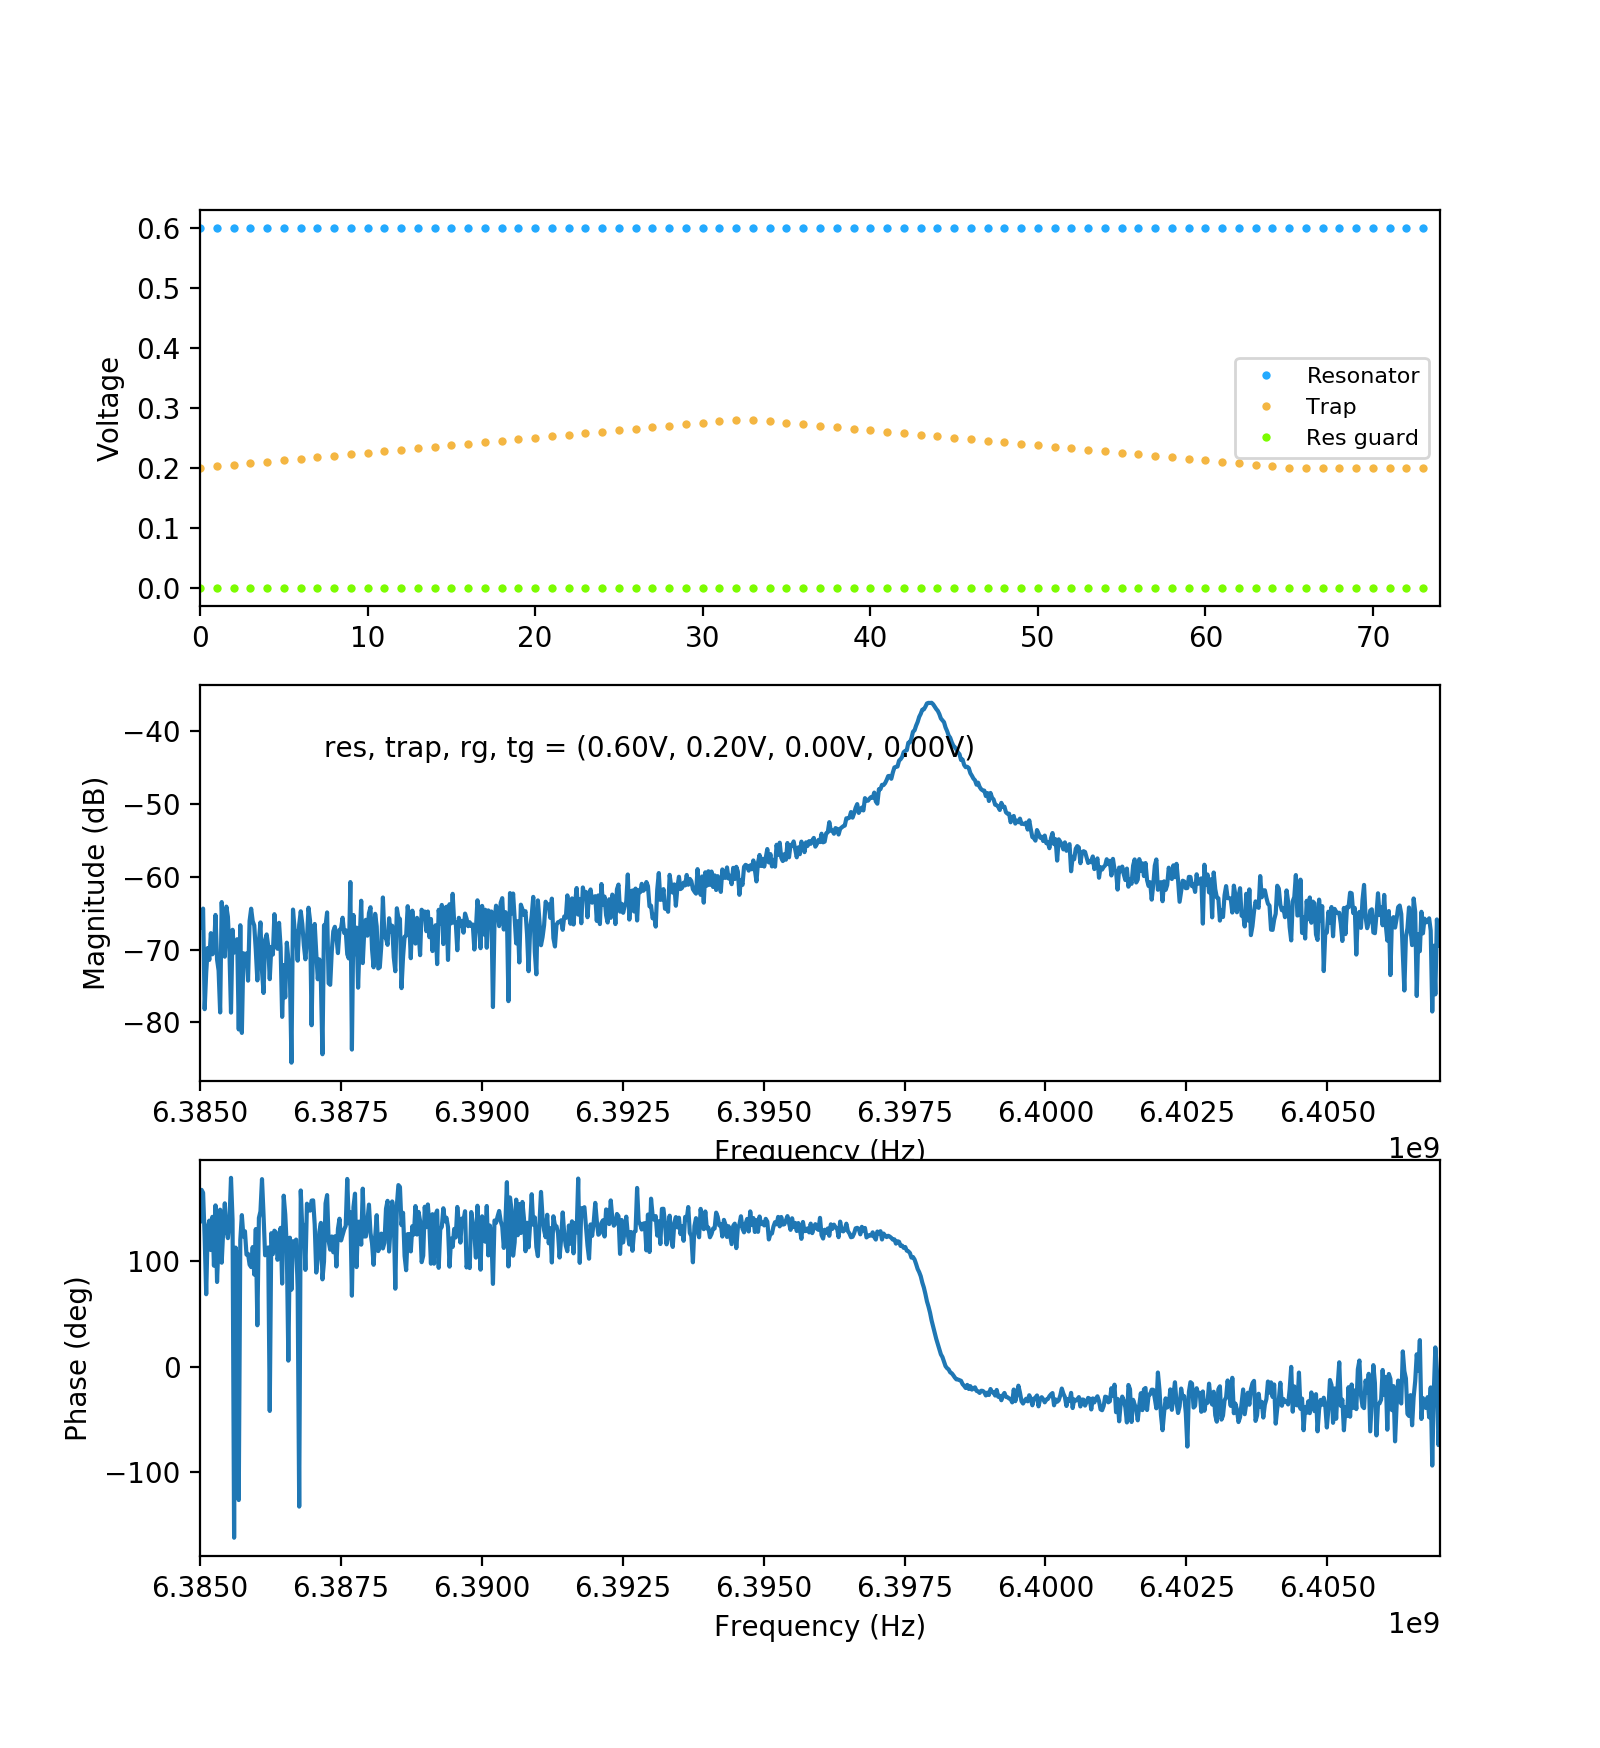 0.6
0.5
0.4
0.3
0.2
0.1
0.0
Voltage
Resonator
Trap
Res guard
0 10 20 30 40 50 60 70
−40
−50
−60
−70
−80
Magnitude (dB)
res, trap, rg, tg = (0.60V, 0.20V, 0.00V, 0.00V)
6.3850 6.3875 6.3900 6.3925 6.3950 6.3975 6.4000 6.4025 6.4050
Frequency (Hz)
1e9
100
0
−100
Phase (deg)
6.3850 6.3875 6.3900 6.3925 6.3950 6.3975 6.4000 6.4025 6.4050
Frequency (Hz)
1e9